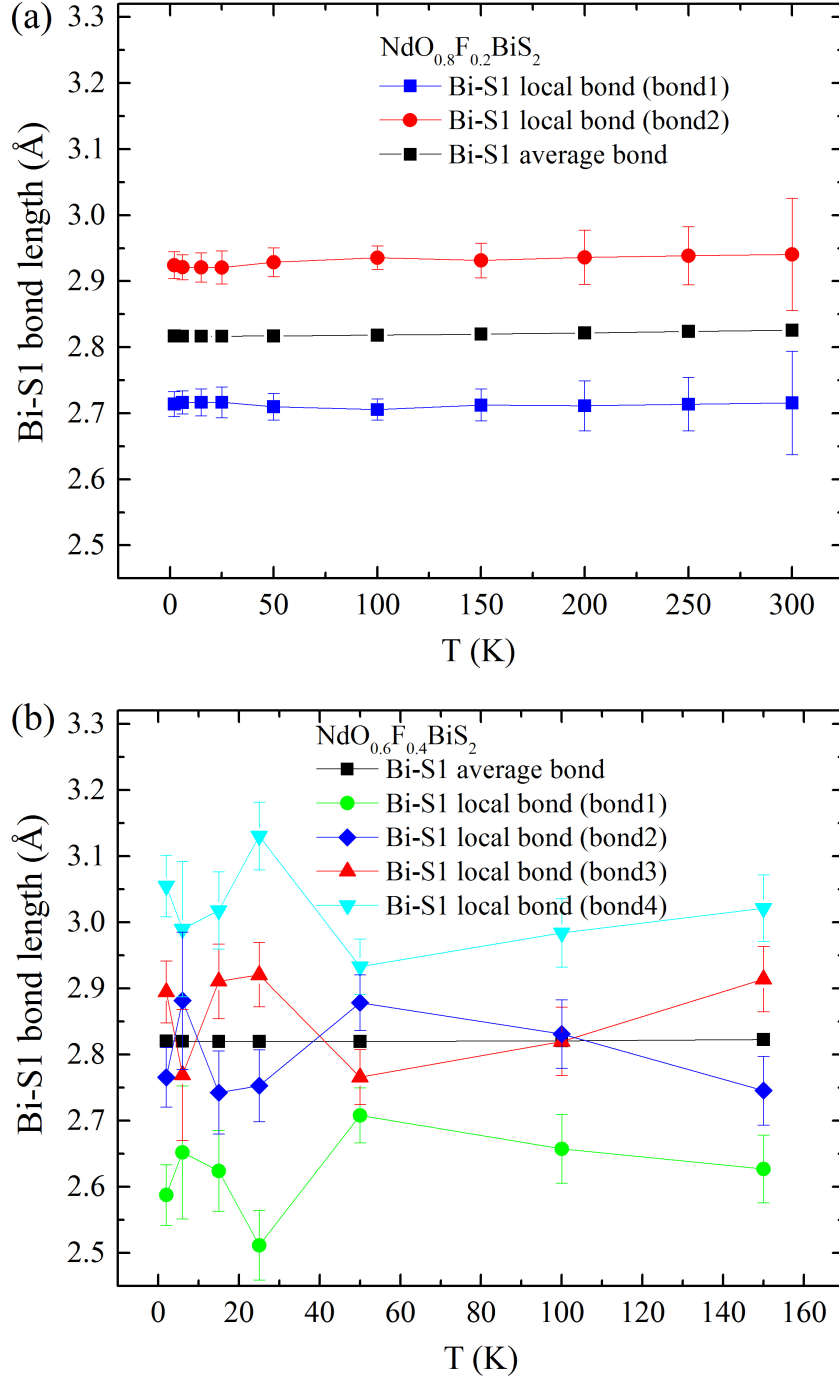 (a)
NdO₀.₈F₀.₂BiS₂
Bi-S1 local bond (bond1)
Bi-S1 local bond (bond2)
Bi-S1 average bond
Bi-S1 bond length (Å)
3.3
3.2
3.1
3.0
2.9
2.8
2.7
2.6
2.5
0 50 100 150 200 250 300
T (K)
(b)
NdO₀.₆F₀.₄BiS₂
Bi-S1 average bond
Bi-S1 local bond (bond1)
Bi-S1 local bond (bond2)
Bi-S1 local bond (bond3)
Bi-S1 local bond (bond4)
Bi-S1 bond length (Å)
3.3
3.2
3.1
3.0
2.9
2.8
2.7
2.6
2.5
0 20 40 60 80 100 120 140 160
T (K)